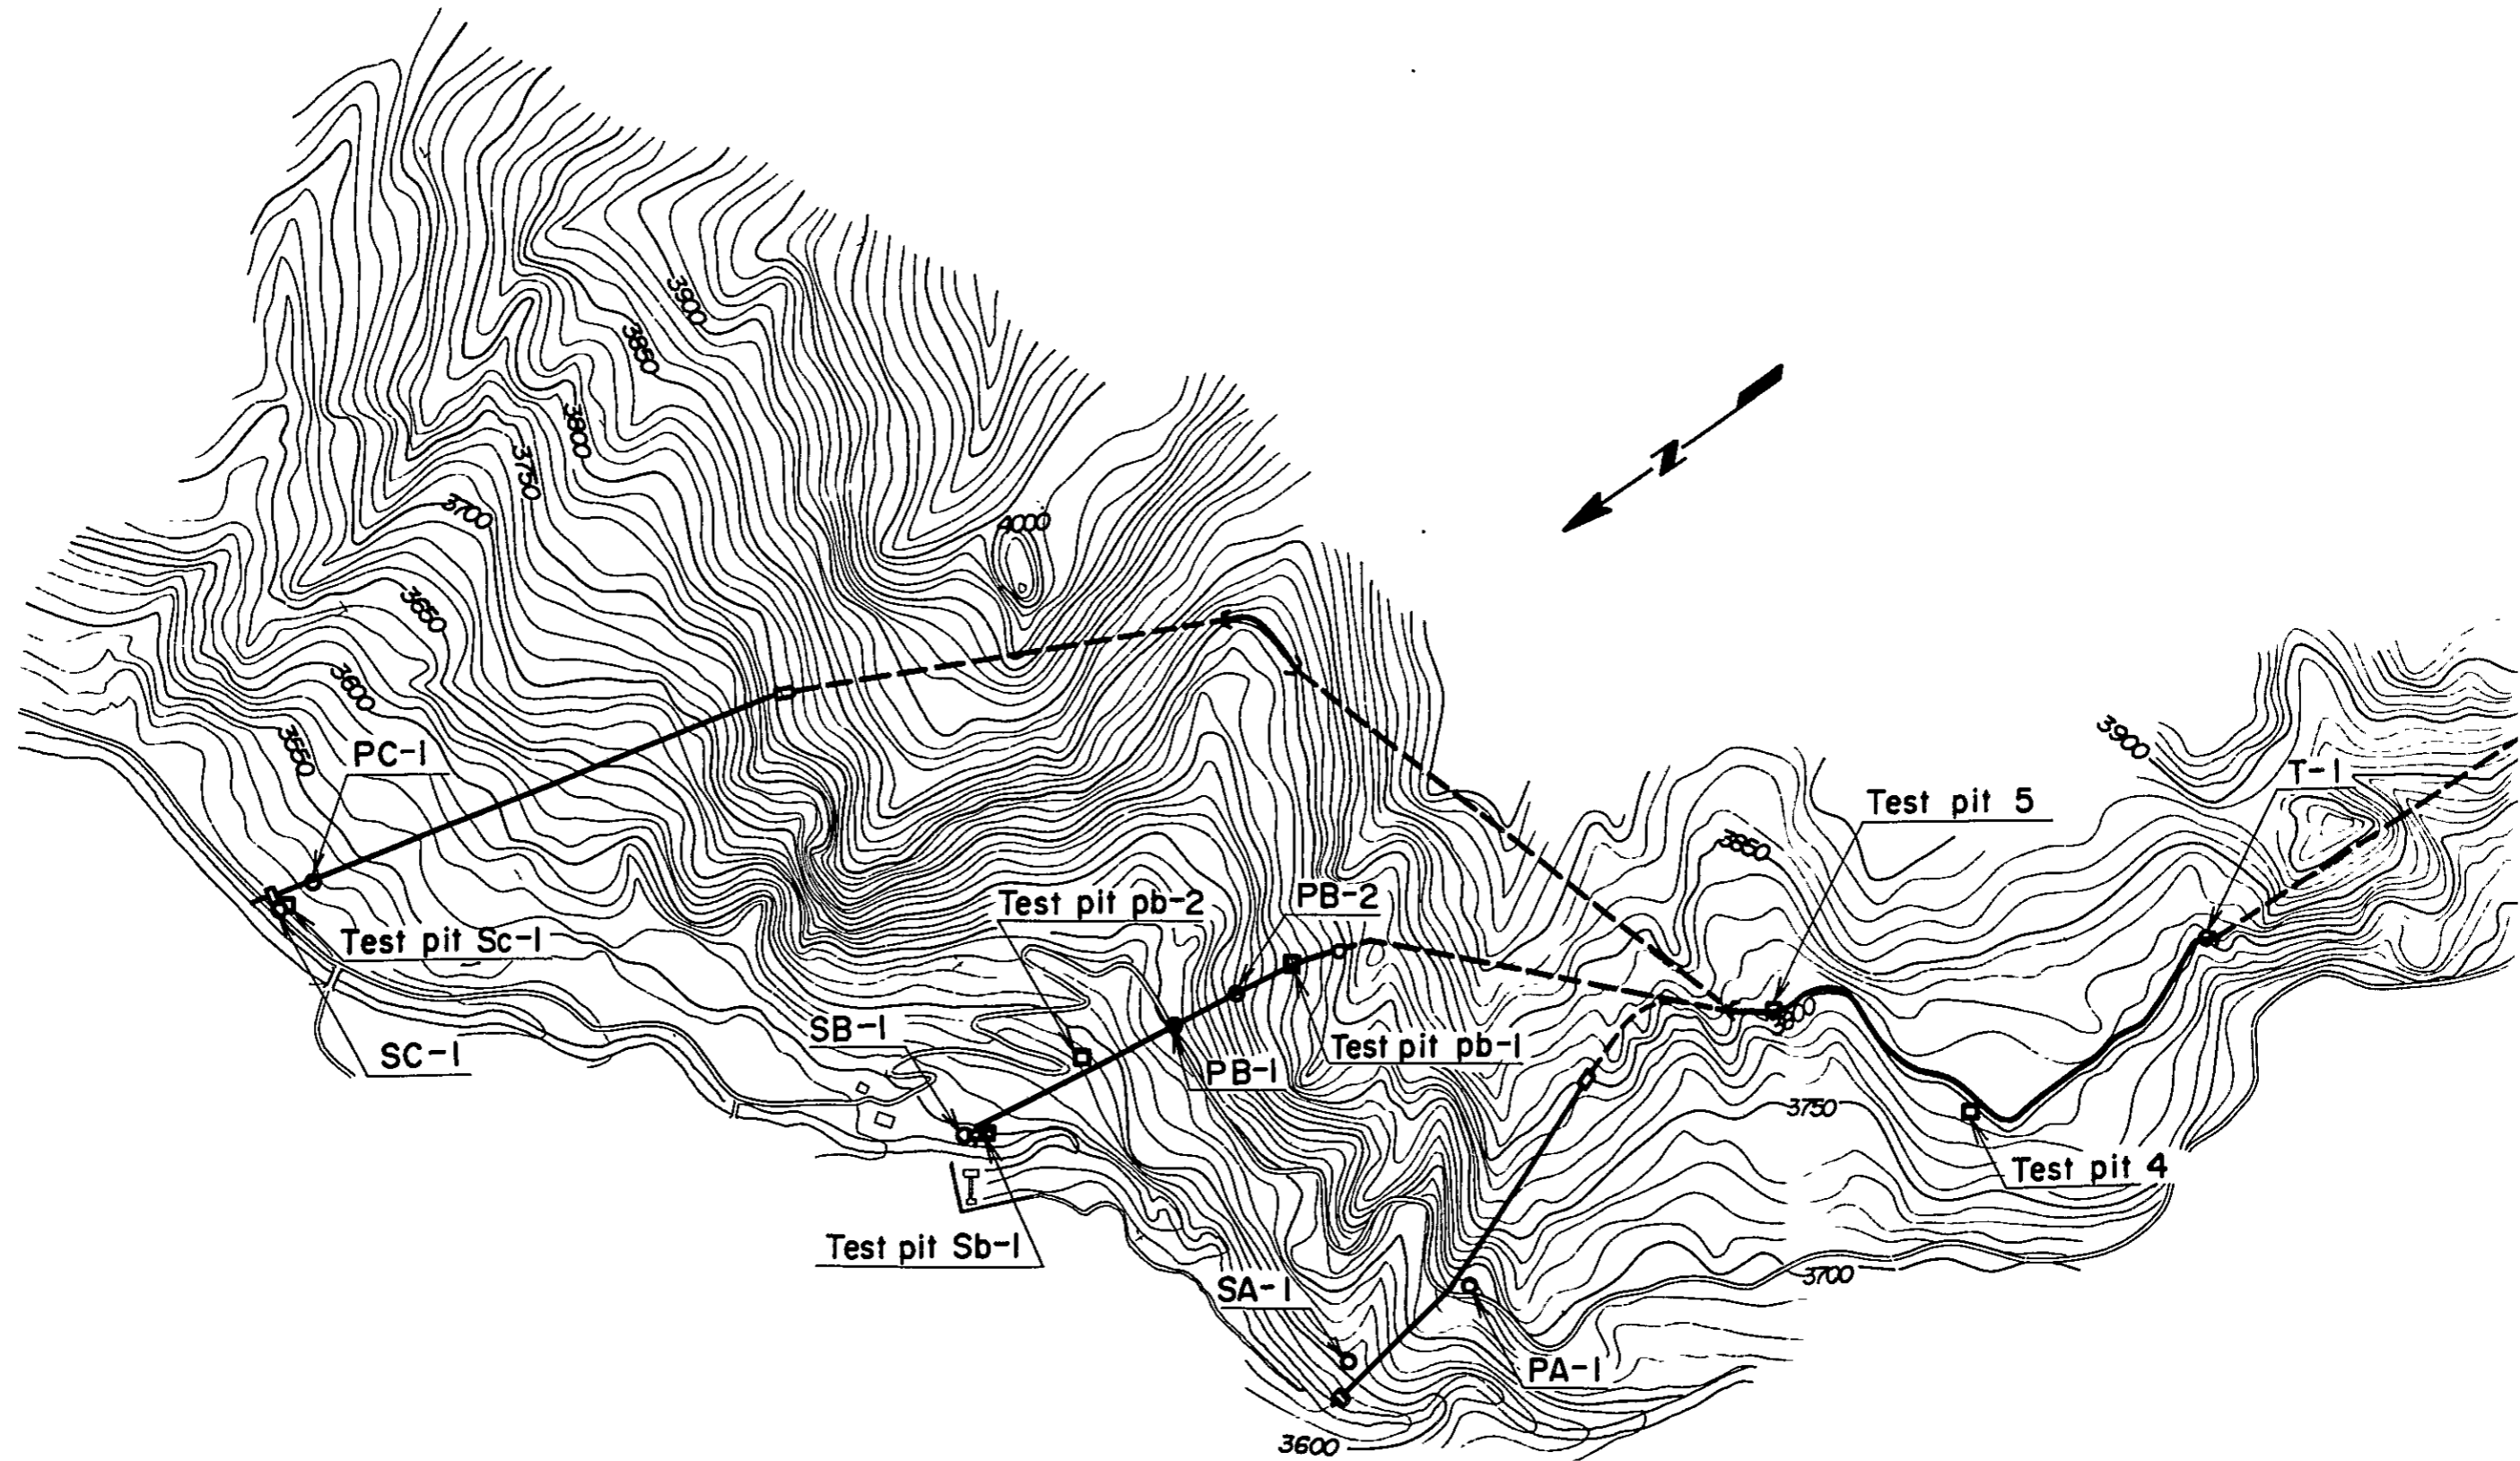 3900
3850
3800
3750
3700
4000
N
3650
3600
3550
PC-1
3900
T-1
Test pit 5
3850
Test pit pb-2
PB-2
Test pit Sc-1
3800
SB-1
SC-1
Test pit pb-1
PB-1
3750
Test pit 4
Test pit Sb-1
3700
SA-1
PA-1
3600